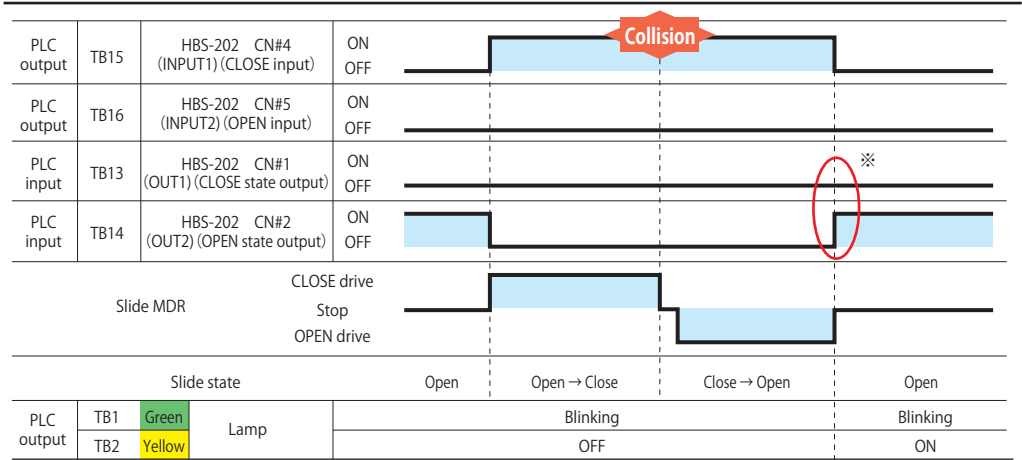 Collision
PLC output TB15 HBS-202 CN#4 (INPUT1)(CLOSE input) ON OFF
PLC output TB16 HBS-202 CN#5 (INPUT2)(OPEN input) ON OFF
PLC input TB13 HBS-202 CN#1 (OUT1)(CLOSE state output) ON OFF ※
PLC input TB14 HBS-202 CN#2 (OUT2)(OPEN state output) ON OFF
Slide MDR CLOSE drive Stop OPEN drive
Slide state Open Open→Close Close→Open Open
PLC output TB1 Green Lamp Blinking Blinking
TB2 Yellow OFF ON